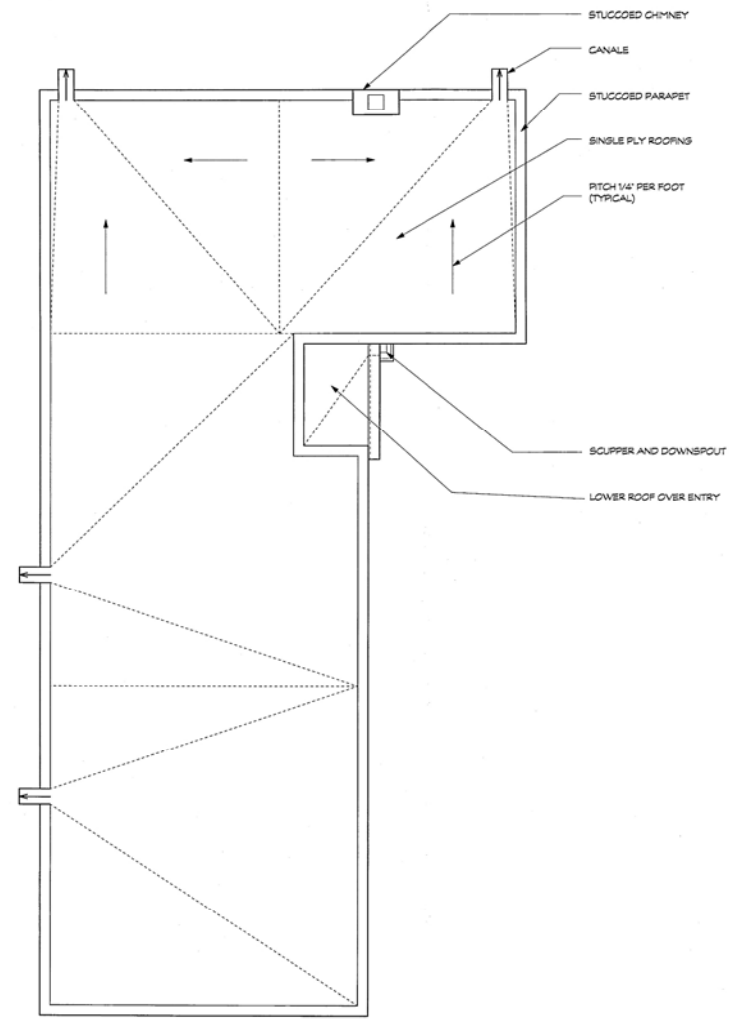 STUCCOED CHIMNEY
CANALE
STUCCOED PARAPET
SINGLE PLY ROOFING
PITCH 1/4" PER FOOT
(TYPICAL)
SCUPPER AND DOWNSPOUT
LOWER ROOF OVER ENTRY